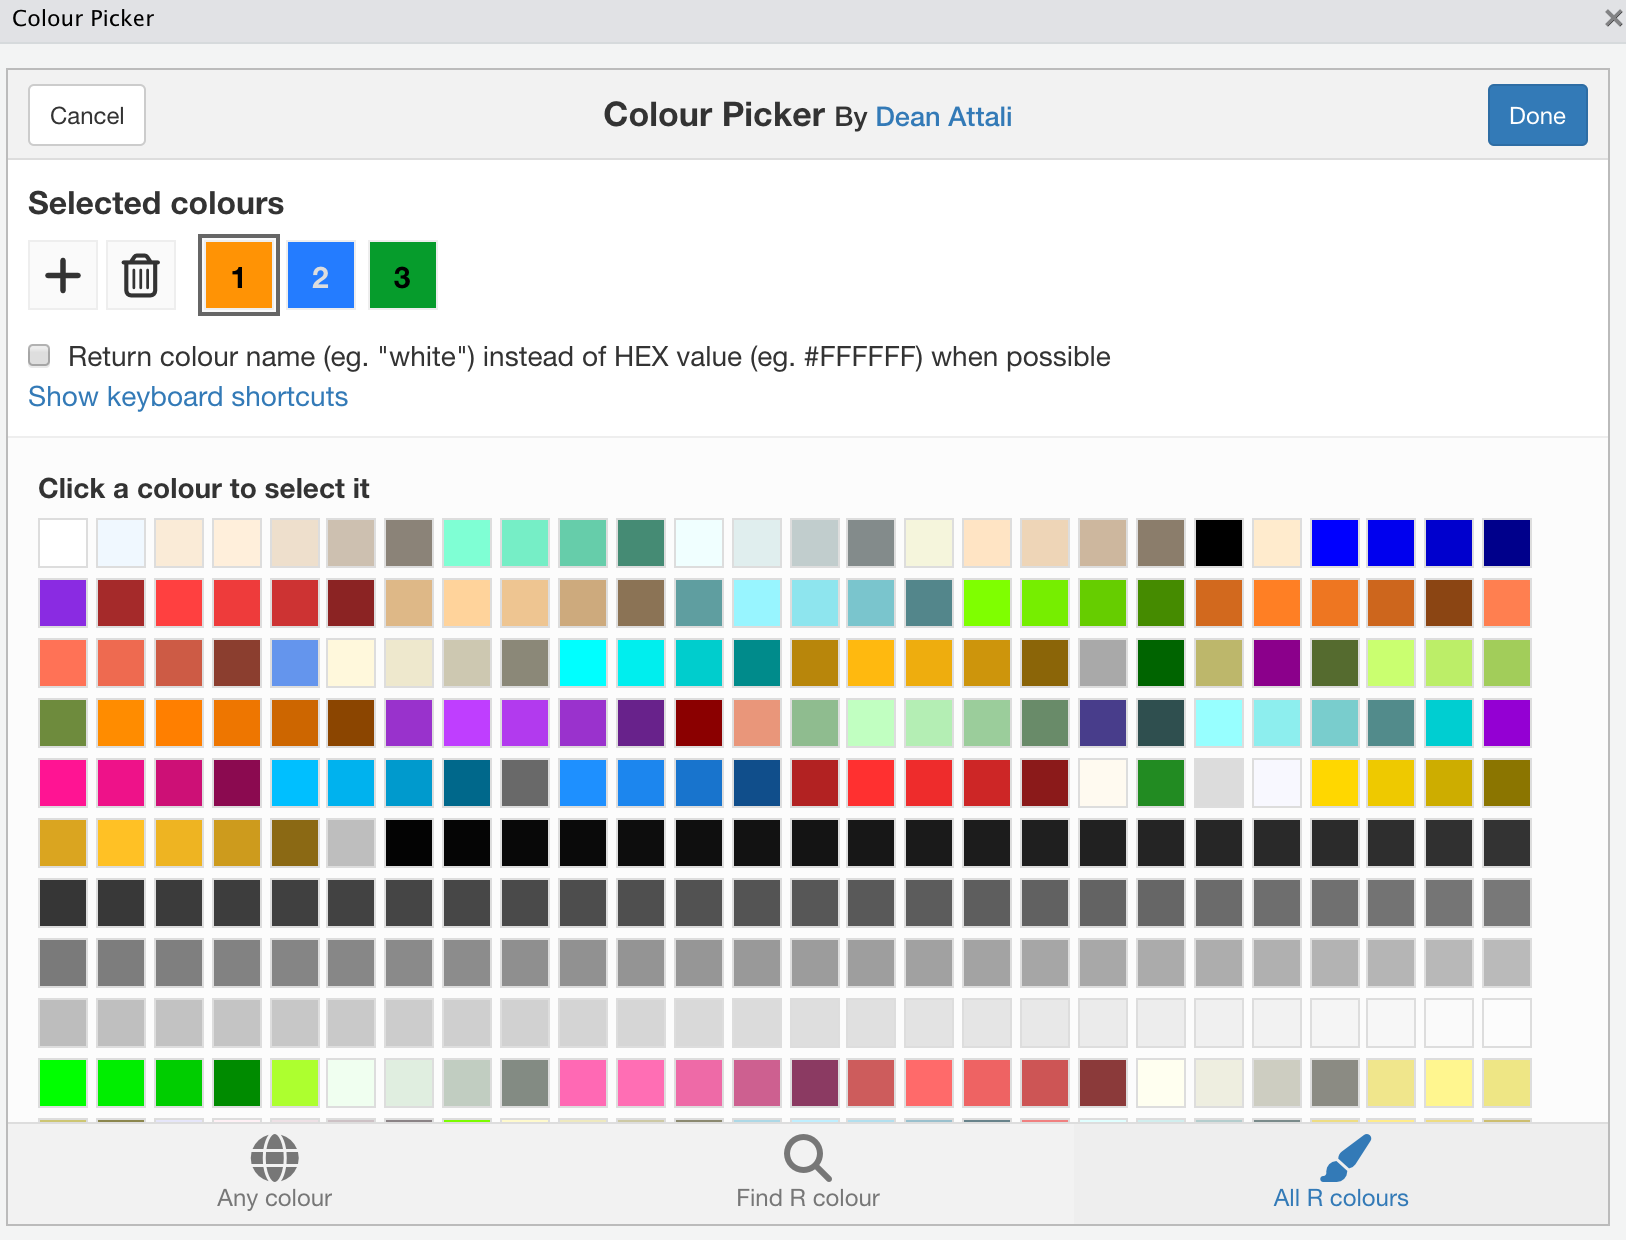 Colour Picker
Cancel
Colour Picker By Dean Attali
Done
Selected colours
1 2 3
Return colour name (eg. "white") instead of HEX value (eg. #FFFFFF) when possible
Show keyboard shortcuts
Click a colour to select it
Any colour
Find R colour
All R colours